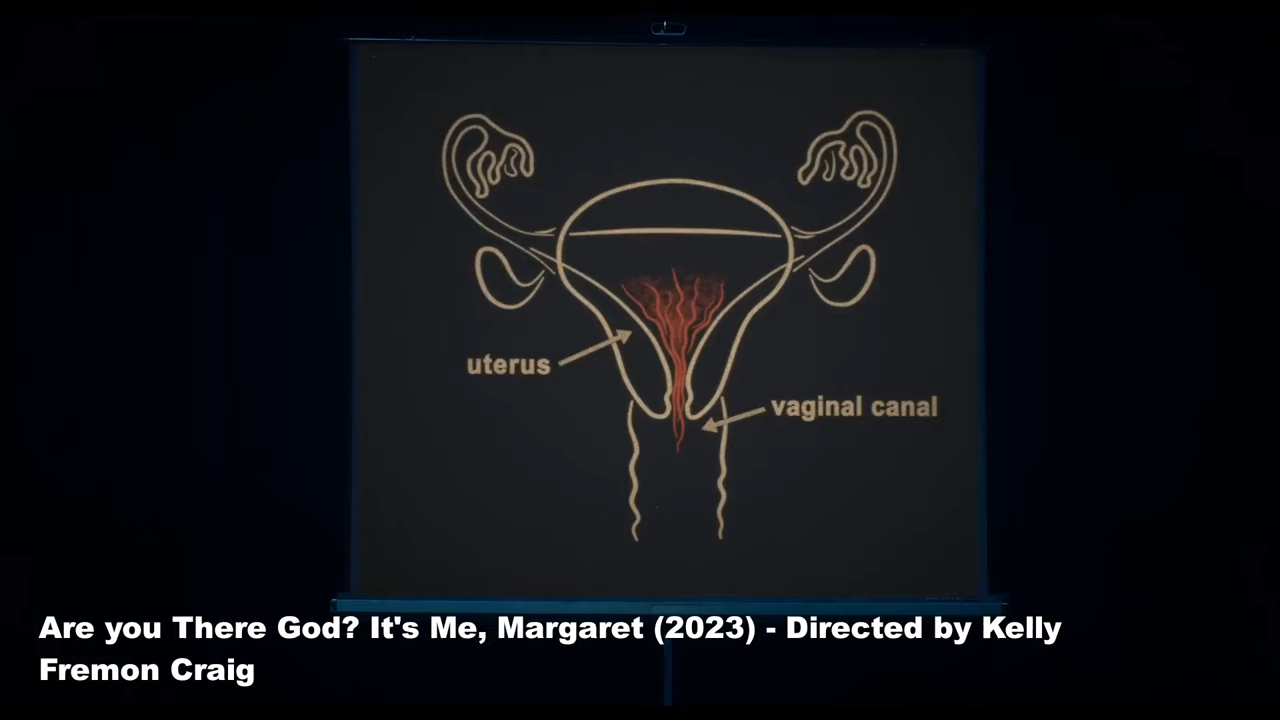 uterus
vaginal canal
Are you There God? It's Me, Margaret (2023) - Directed by Kelly
Fremon Craig